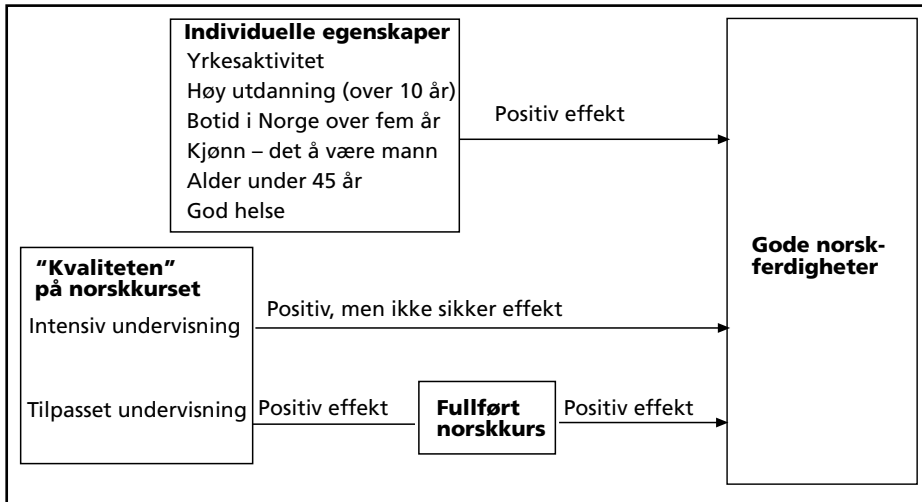 Individuelle egenskaper
Yrkesaktivitet
Høy utdanning (over 10 år)
Botid i Norge over fem år
Kjønn – det å være mann
Alder under 45 år
God helse
Positiv effekt
“Kvaliteten”
på norskkurset
Intensiv undervisning
Tilpasset undervisning
Positiv, men ikke sikker effekt
Positiv effekt
Fullført
norskkurs
Positiv effekt
Gode norsk-
ferdigheter